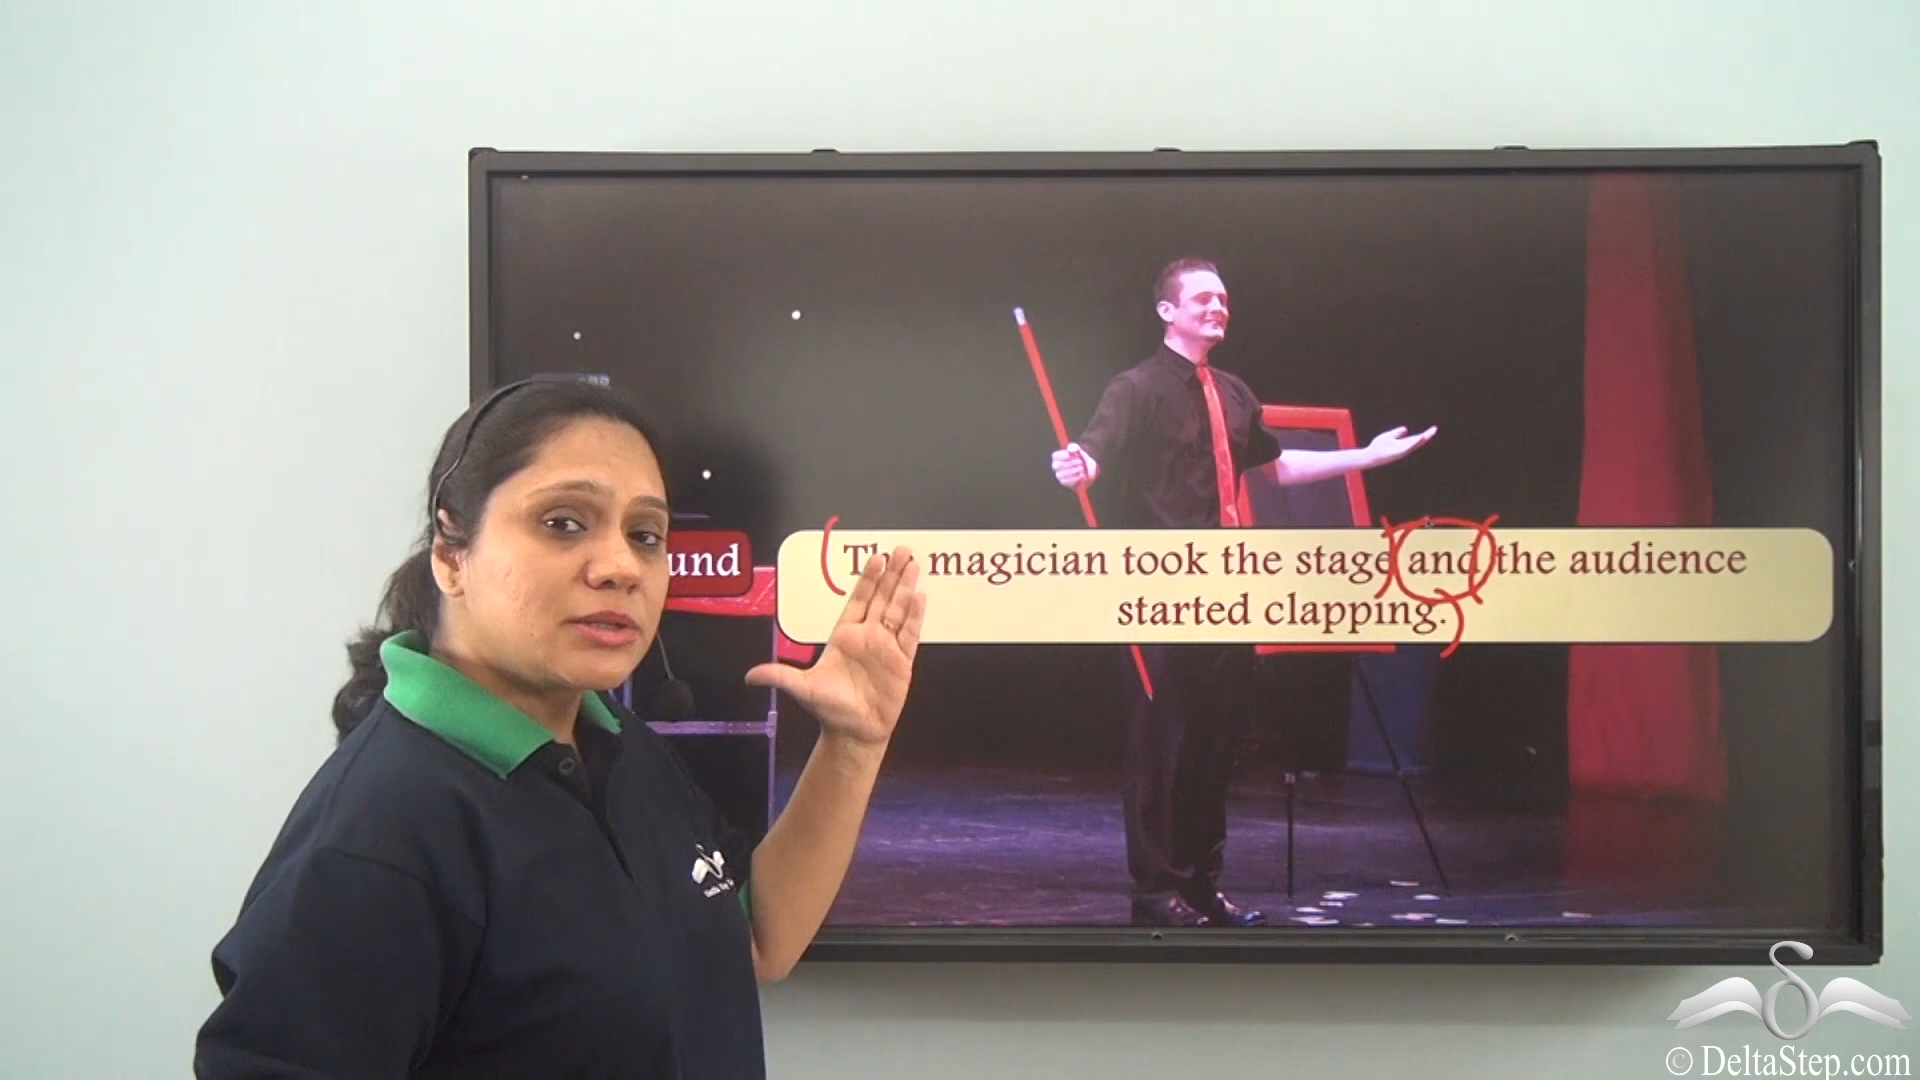 und
The magician took the stage and the audience
started clapping.
© DeltaStep.com